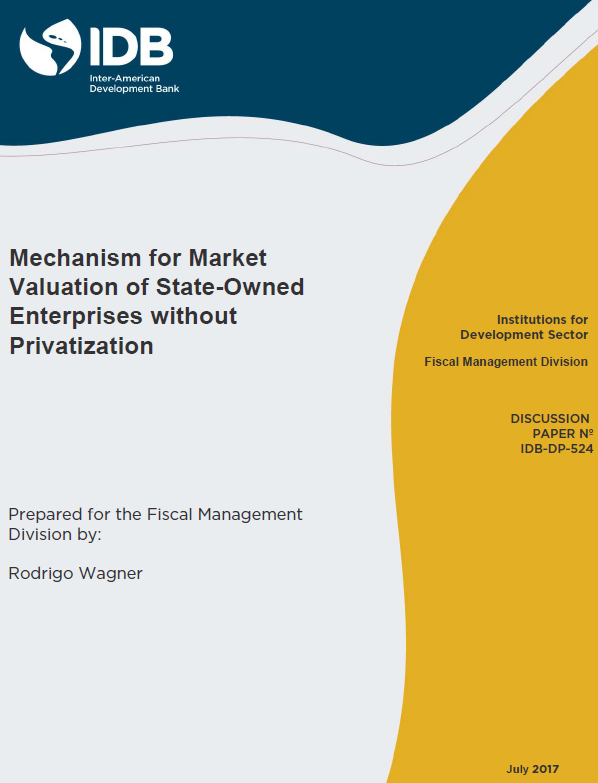 IDB
Inter-American
Development Bank
Mechanism for Market
Valuation of State-Owned
Enterprises without
Privatization
Institutions for
Development Sector
Fiscal Management Division
DISCUSSION
PAPER Nº
IDB-DP-524
Prepared for the Fiscal Management
Division by:
Rodrigo Wagner
July 2017